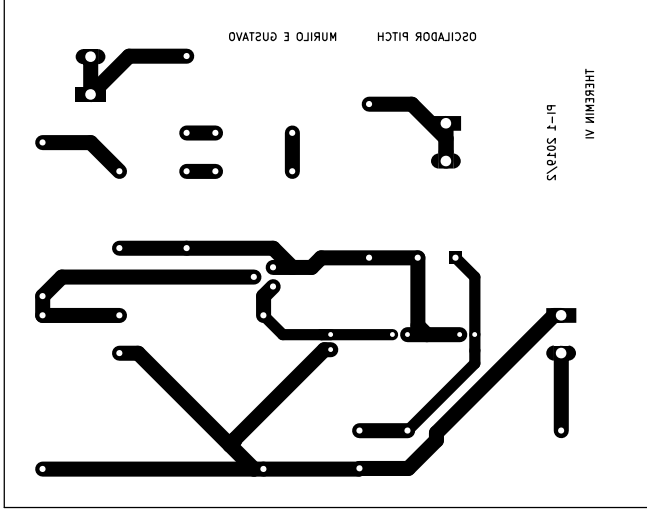 MURILO E GUSTAVO
OSCILADOR PITCH
THEREMIN VI
PI-1 2019/2